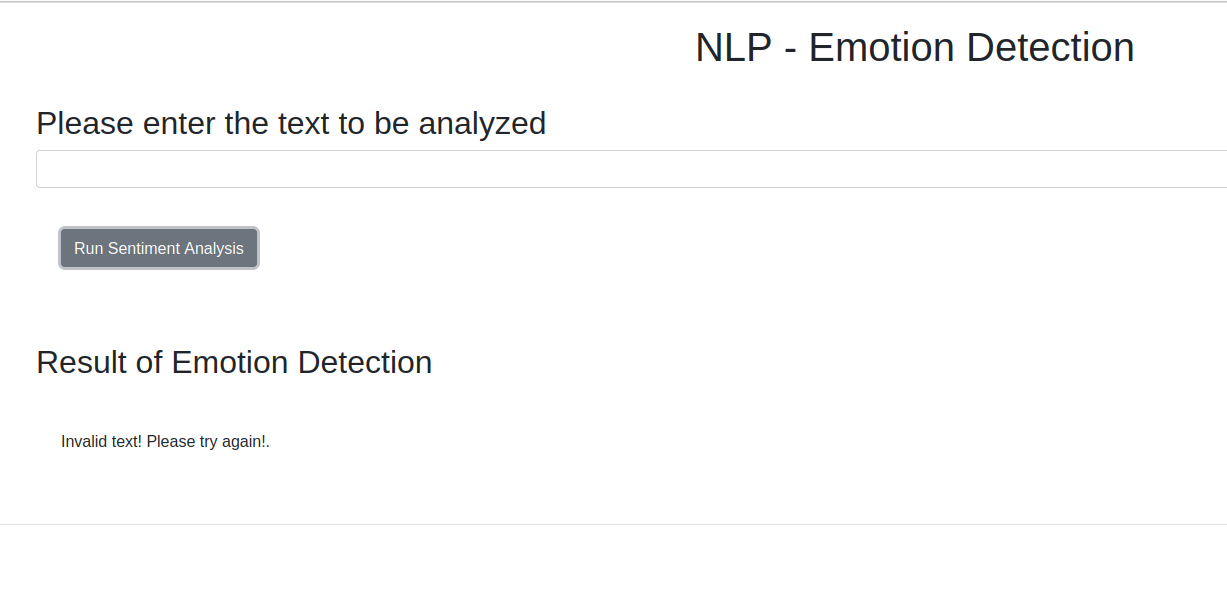 NLP - Emotion Detection
Please enter the text to be analyzed
Run Sentiment Analysis
Result of Emotion Detection
Invalid text! Please try again!.